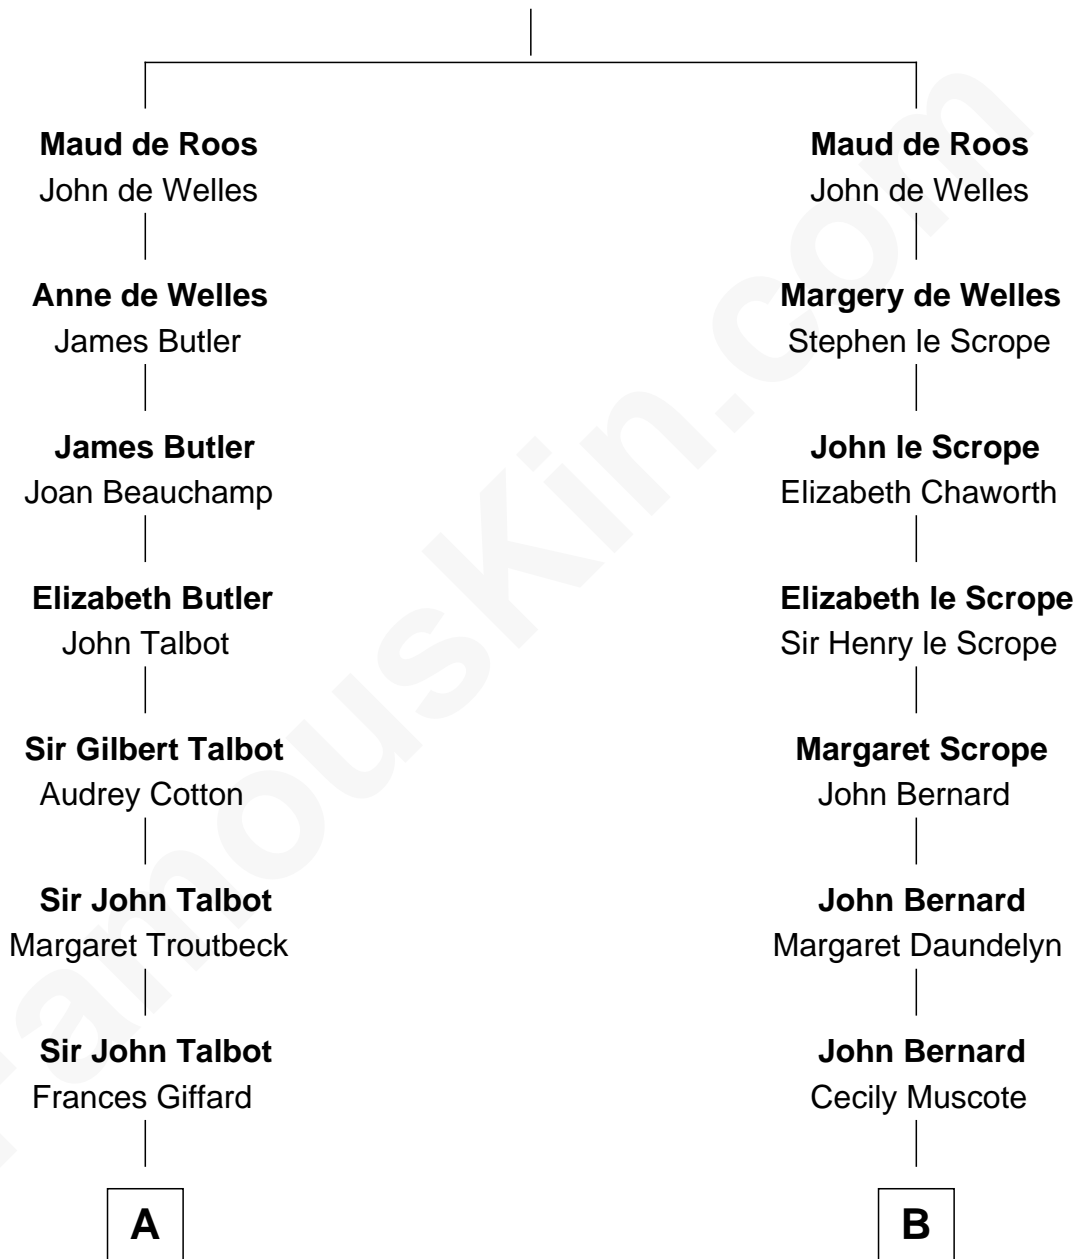 Maud de Roos
John de Welles
Anne de Welles
James Butler
James Butler
Joan Beauchamp
Elizabeth Butler
John Talbot
Sir Gilbert Talbot
Audrey Cotton
Sir John Talbot
Margaret Troutbeck
Sir John Talbot
Frances Giffard
A
Maud de Roos
John de Welles
Margery de Welles
Stephen le Scrope
John le Scrope
Elizabeth Chaworth
Elizabeth le Scrope
Sir Henry le Scrope
Margaret Scrope
John Bernard
John Bernard
Margaret Daundelyn
John Bernard
Cecily Muscote
B
FamousKin.com